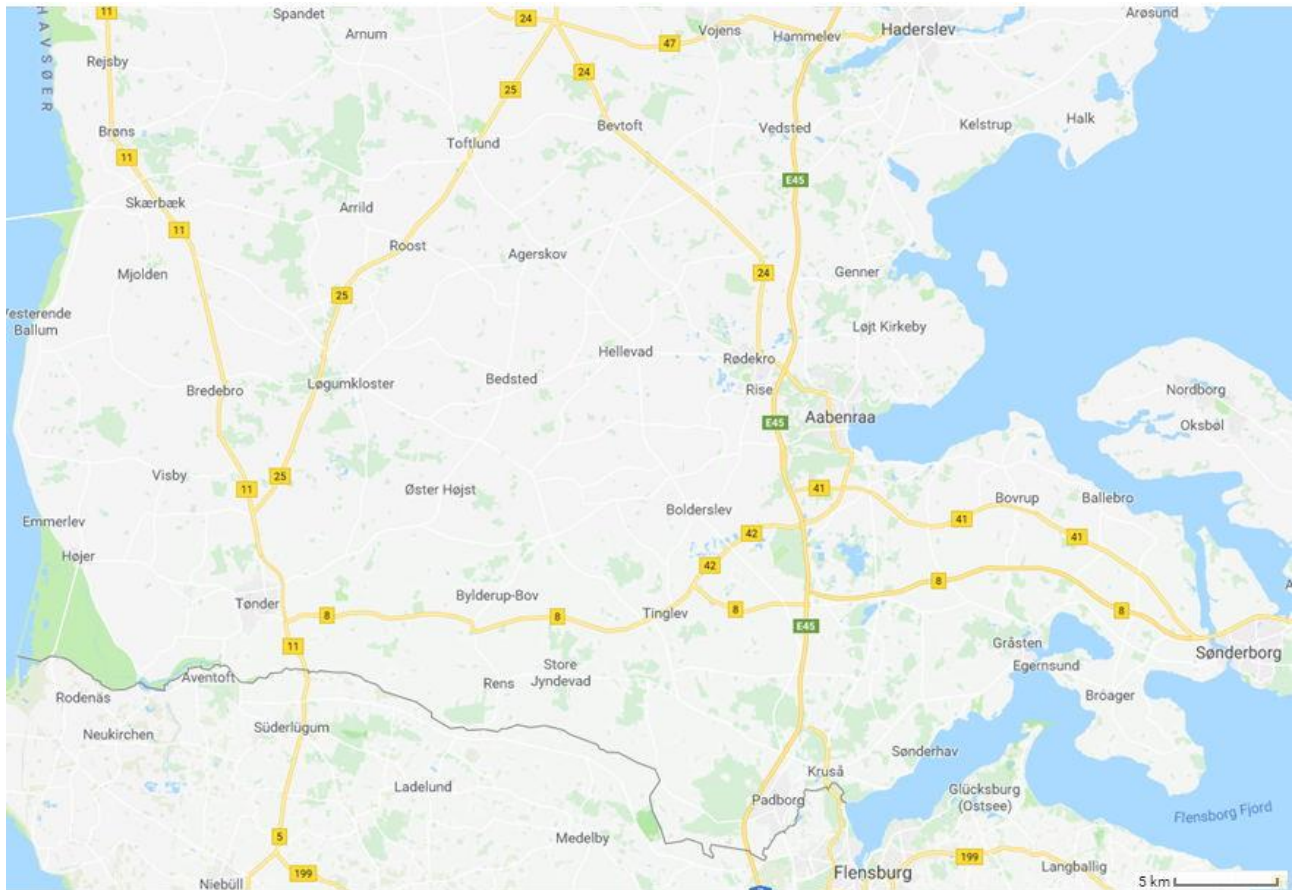 11
Spandet
24
Arnum
47
Vojens
Hammelev
Haderslev
Arøsund
HAVSØER
Rejsby
24
25
Halk
Brøns
11
Toftlund
Bevtoft
Vedsted
Kelstrup
E45
Skærbæk
Arrild
11
Roost
Agerskov
Mjolden
24
Genner
25
Vesterende
Ballum
Løjt Kirkeby
Hellevad
Rødekro
Bredebro
Løgumkloster
Bedsted
Rise
Nordborg
Aabenraa
E45
Oksbøl
Visby
25
11
Øster Højst
41
Bovrup
Ballebro
Bolderslev
Emmerlev
42
41
41
Højer
42
8
Tønder
Bylderup-Bov
8
8
Tinglev
8
8
E45
11
Gråsten
Sønderborg
Egernsund
Store
Jyndevad
Aventoft
Rens
Rodenäs
Broager
Neukirchen
Süderlügum
Sønderhav
Kruså
Ladelund
Padborg
Glücksburg
(Ostsee)
Flensborg Fjord
5
Medelby
199
Langballig
199
Flensburg
Niebüll
5 km